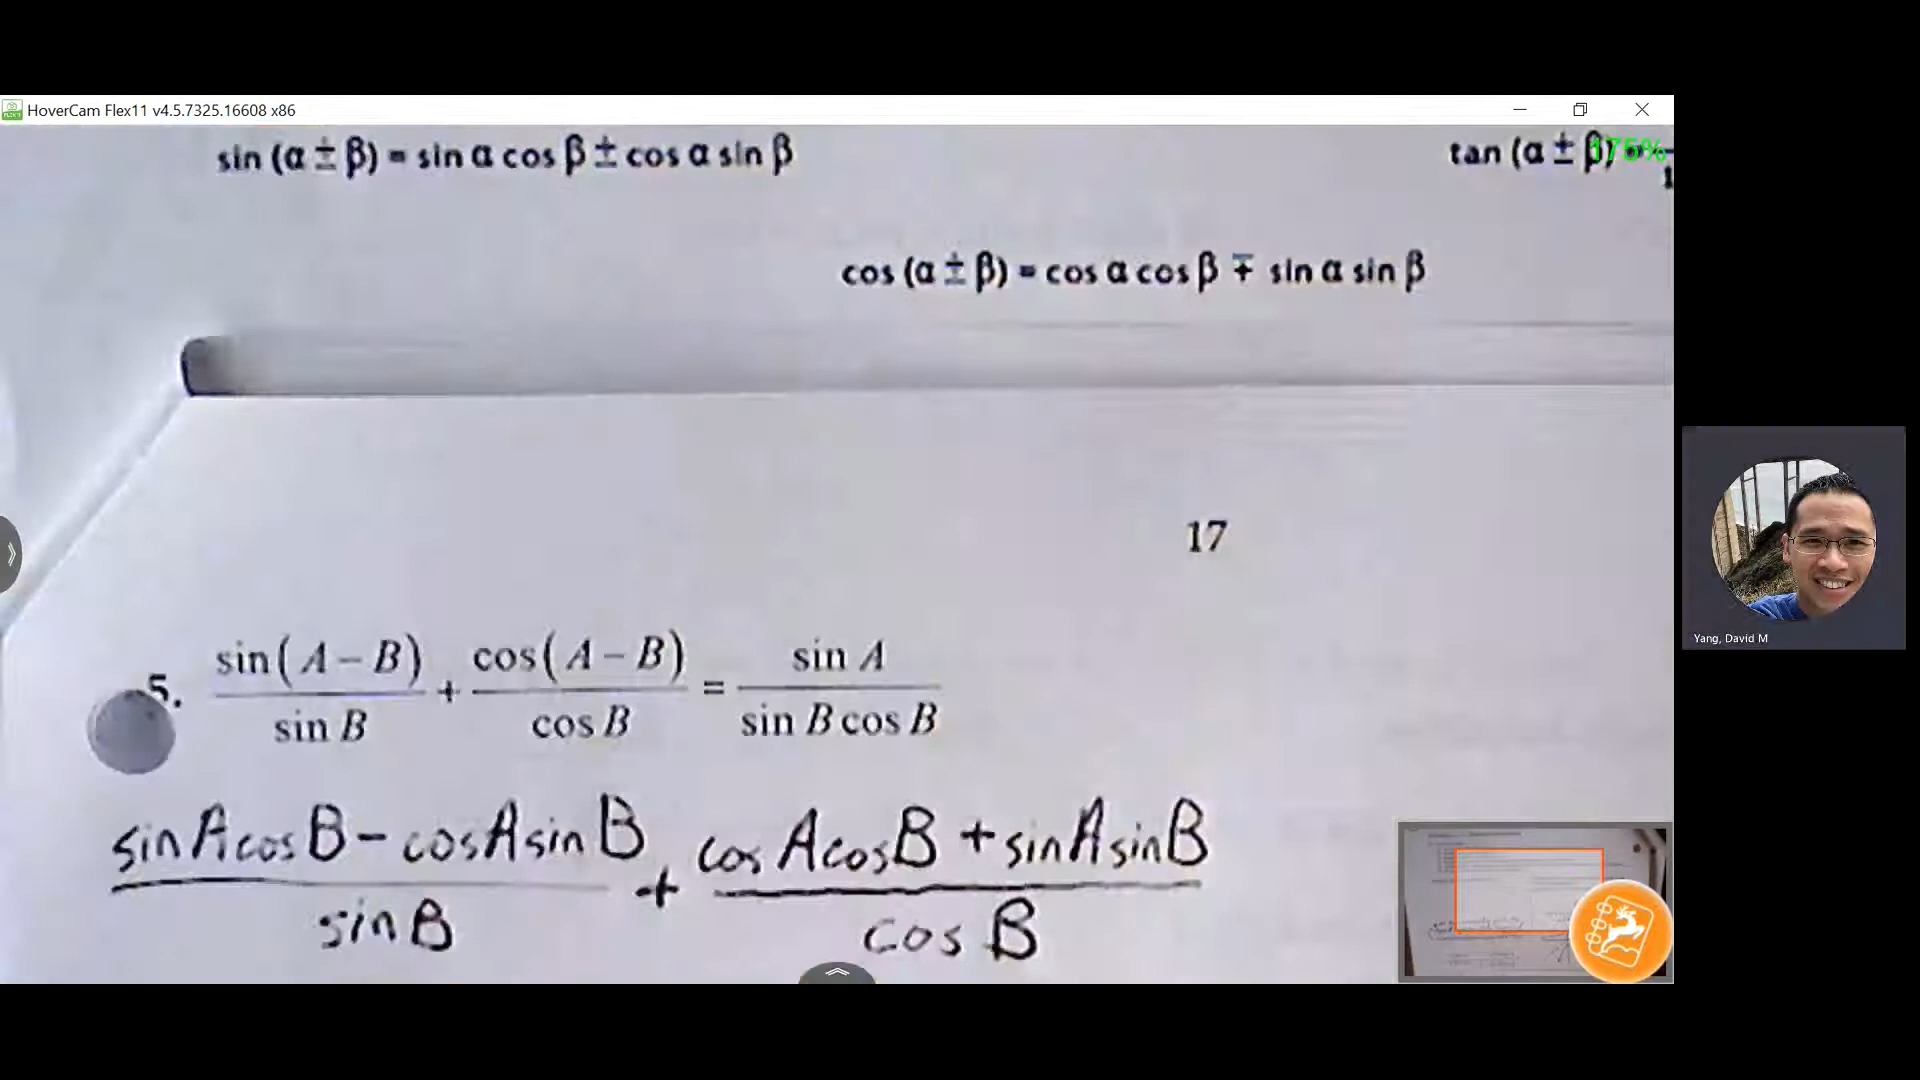 HoverCam Flex11 v4.5.7325.16608 x86
sin (α ± β) = sin α cos β ± cos α sin β
tan (α ± β)
175%
1
cos (α ± β) = cos α cos β ∓ sin α sin β
17
5. sin(A − B) / sin B + cos(A − B) / cos B = sin A / sin B cos B
sin A cos B − cos A sin B / sin B + cos A cos B + sin A sin B / cos B
Yang, David M